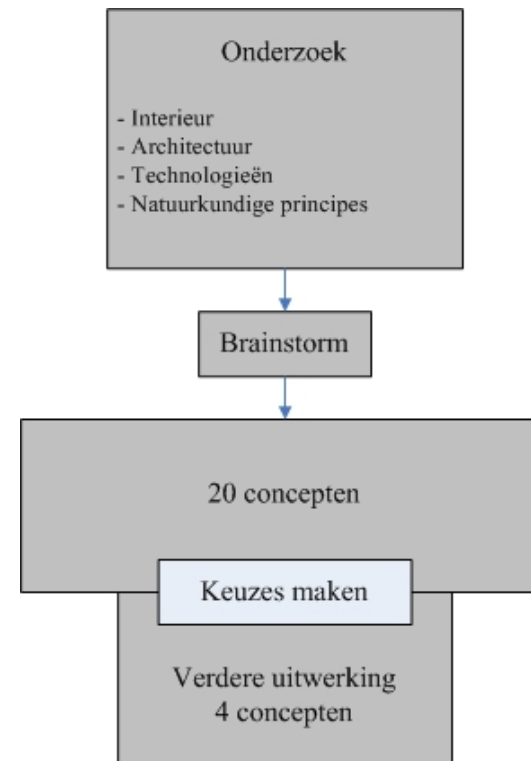 Onderzoek
- Interieur
- Architectuur
- Technologieën
- Natuurkundige principes
Brainstorm
20 concepten
Keuzes maken
Verdere uitwerking
4 concepten